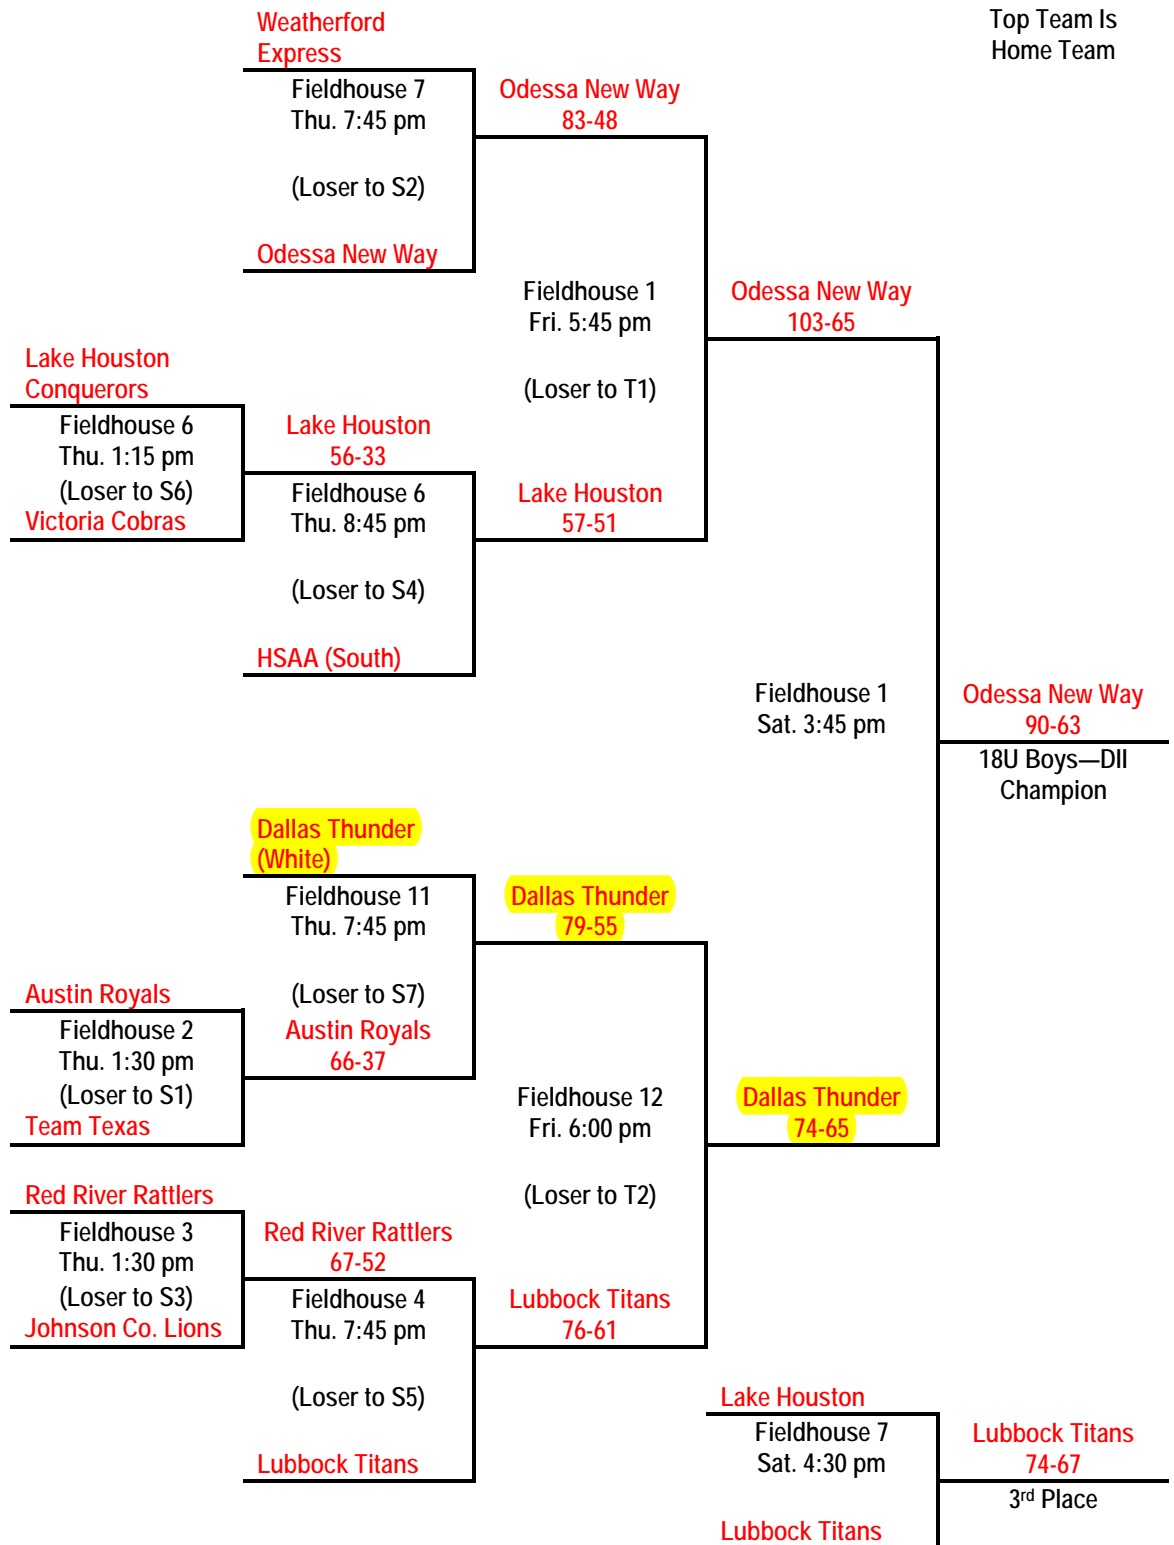 Weatherford
Express
Top Team Is
Home Team
Fieldhouse 7
Thu. 7:45 pm
(Loser to S2)
Odessa New Way
83-48
Odessa New Way
Fieldhouse 1
Fri. 5:45 pm
(Loser to T1)
Odessa New Way
103-65
Lake Houston
Conquerors
Fieldhouse 6
Thu. 1:15 pm
(Loser to S6)
Victoria Cobras
Lake Houston
56-33
Fieldhouse 6
Thu. 8:45 pm
(Loser to S4)
Lake Houston
57-51
HSAA (South)
Fieldhouse 1
Sat. 3:45 pm
Odessa New Way
90-63
18U Boys—DII
Champion
Dallas Thunder
(White)
Fieldhouse 11
Thu. 7:45 pm
(Loser to S7)
Dallas Thunder
79-55
Austin Royals
Fieldhouse 2
Thu. 1:30 pm
(Loser to S1)
Team Texas
Austin Royals
66-37
Fieldhouse 12
Fri. 6:00 pm
(Loser to T2)
Dallas Thunder
74-65
Red River Rattlers
Fieldhouse 3
Thu. 1:30 pm
(Loser to S3)
Johnson Co. Lions
Red River Rattlers
67-52
Fieldhouse 4
Thu. 7:45 pm
(Loser to S5)
Lubbock Titans
76-61
Lubbock Titans
Lake Houston
Fieldhouse 7
Sat. 4:30 pm
Lubbock Titans
74-67
3rd Place
Lubbock Titans